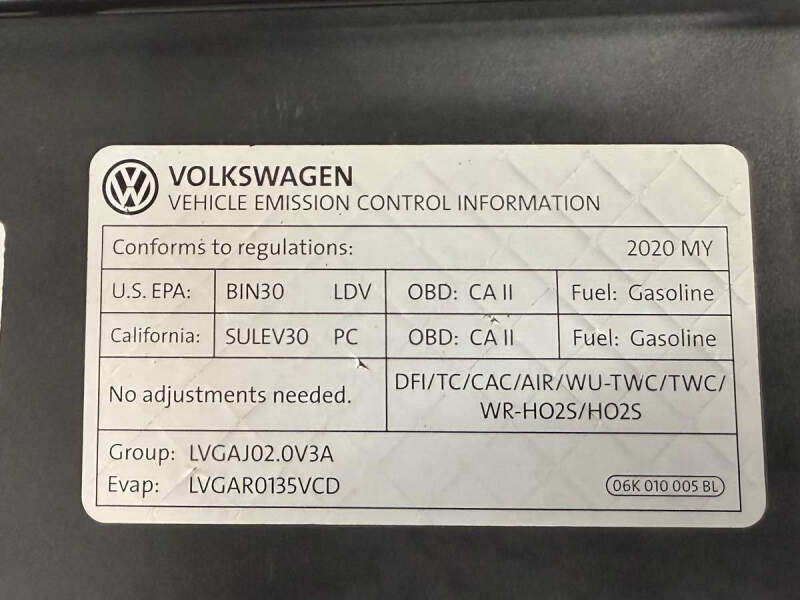 VOLKSWAGEN
VEHICLE EMISSION CONTROL INFORMATION
Conforms to regulations: 2020 MY
U.S. EPA: BIN30 LDV OBD: CA II Fuel: Gasoline
California: SULEV30 PC OBD: CA II Fuel: Gasoline
No adjustments needed.
DFI/TC/CAC/AIR/WU-TWC/TWC/
WR-HO2S/HO2S
Group: LVGAJ02.0V3A
Evap: LVGAR0135VCD
06K 010 005 BL